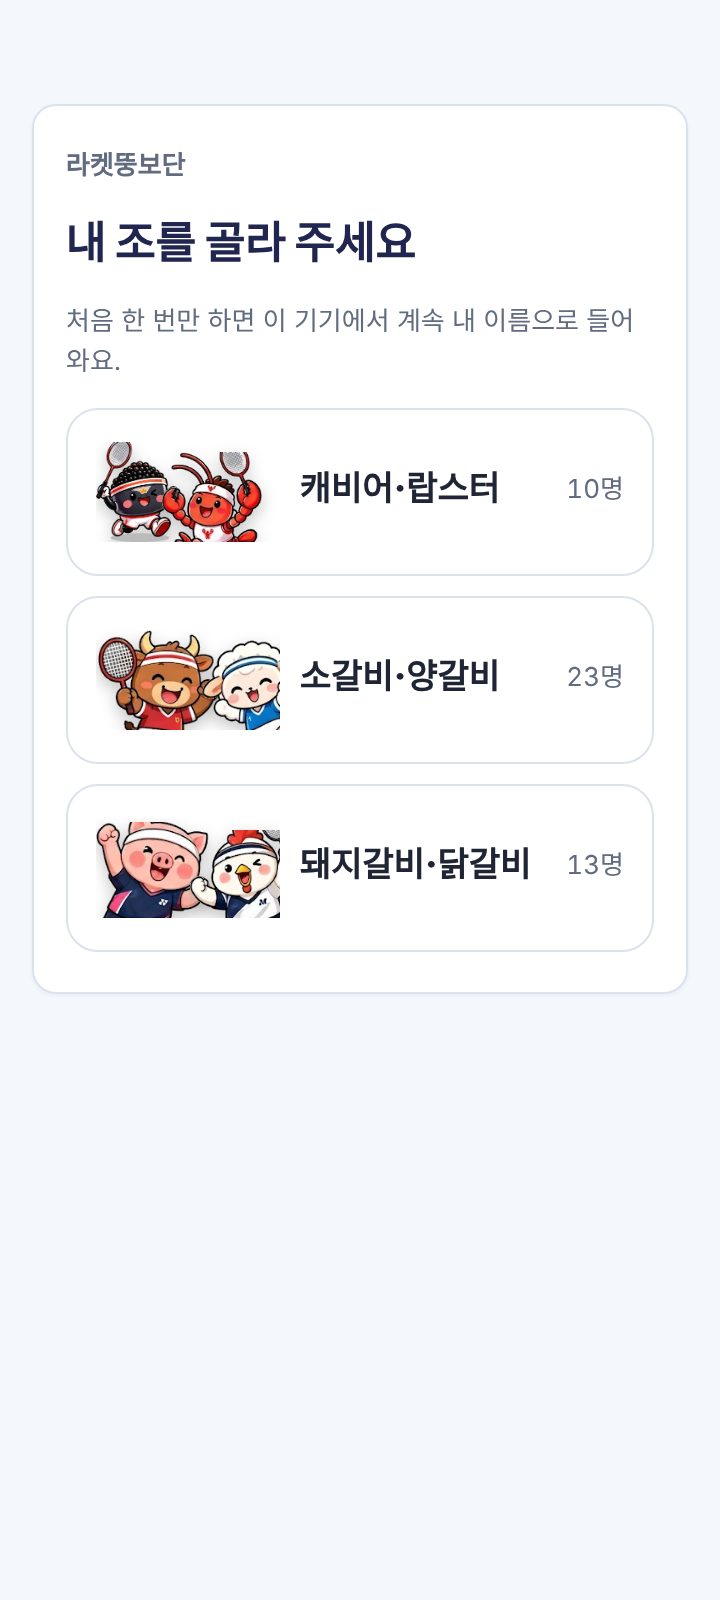 라켓뚱보단
내 조를 골라 주세요
처음 한 번만 하면 이 기기에서 계속 내 이름으로 들어
와요.
캐비어·랍스터 10명
소갈비·양갈비 23명
돼지갈비·닭갈비 13명